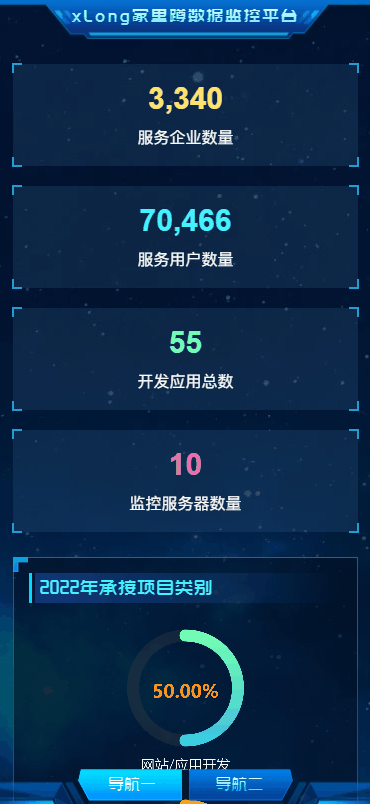 xLong家里蹲数据监控平台
3,340
服务企业数量
70,466
服务用户数量
55
开发应用总数
10
监控服务器数量
2022年承接项目类别
50.00%
网站/应用开发
导航一
导航二